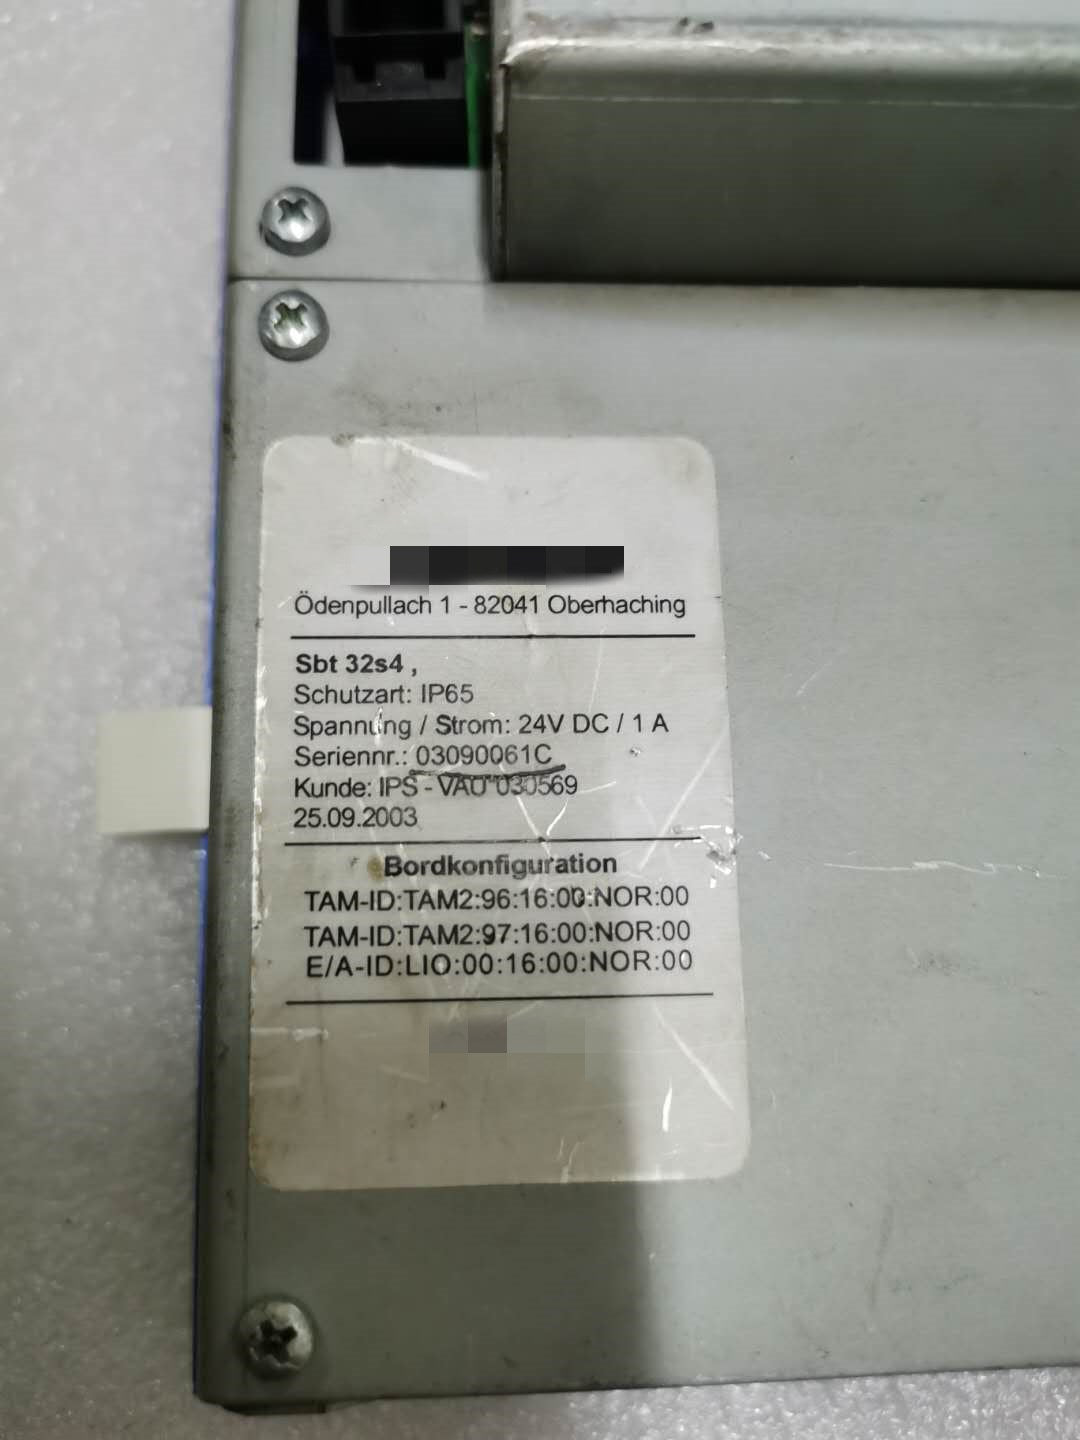 Ödenpullach 1 - 82041 Oberhaching
Sbt 32s4 ,
Schutzart: IP65
Spannung / Strom: 24V DC / 1 A
Seriennr.: 03090061C
Kunde: IPS - VAU 030569
25.09.2003
Bordkonfiguration
TAM-ID:TAM2:96:16:00:NOR:00
TAM-ID:TAM2:97:16:00:NOR:00
E/A-ID:LIO:00:16:00:NOR:00